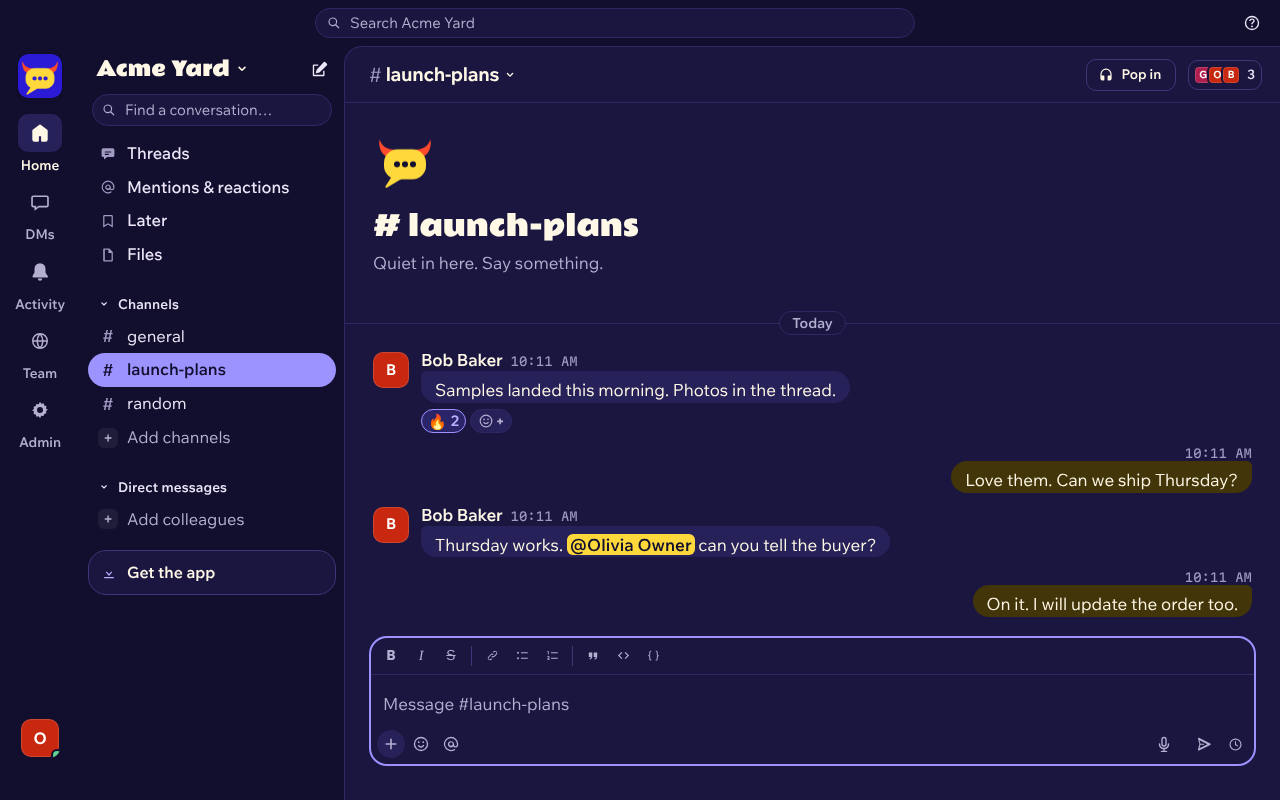 Search Acme Yard
Acme Yard
Find a conversation…
Threads
Mentions & reactions
Later
Files
Channels
# general
# launch-plans
# random
+ Add channels
Direct messages
+ Add colleagues
Get the app
Home
DMs
Activity
Team
Admin
O
# launch-plans
Pop in
G O B 3
# launch-plans
Quiet in here. Say something.
Today
B
Bob Baker 10:11 AM
Samples landed this morning. Photos in the thread.
🔥 2
10:11 AM
Love them. Can we ship Thursday?
B
Bob Baker 10:11 AM
Thursday works. @Olivia Owner can you tell the buyer?
10:11 AM
On it. I will update the order too.
B I S
Message #launch-plans